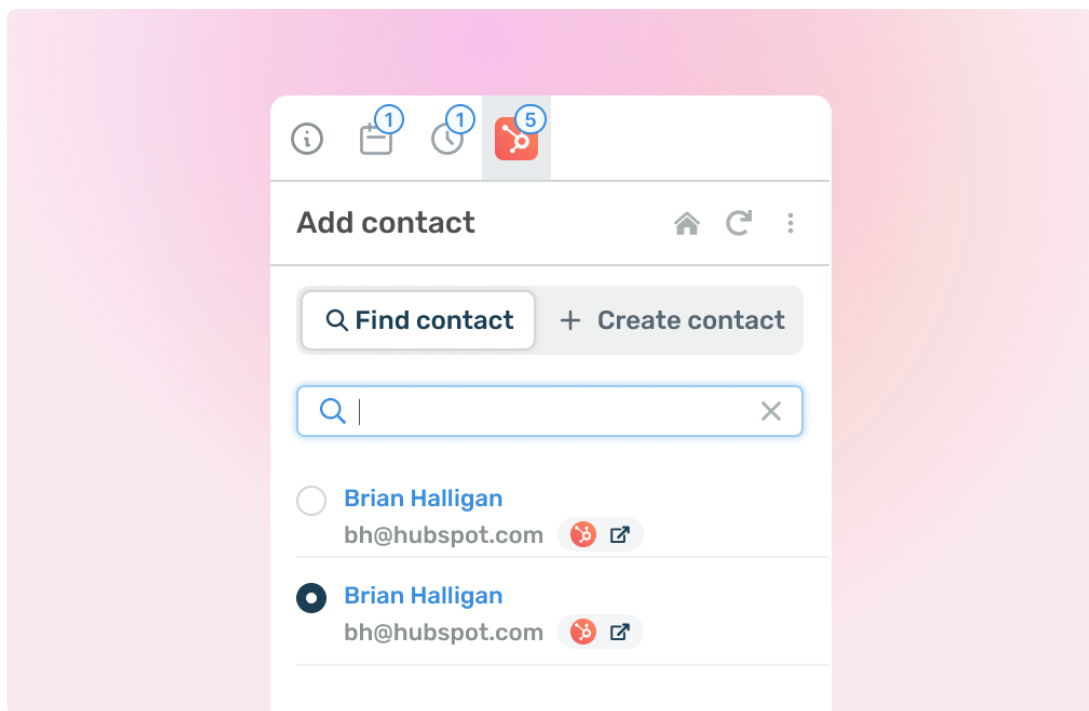 1 1 5
Add contact
Find contact + Create contact
Brian Halligan
bh@hubspot.com
Brian Halligan
bh@hubspot.com